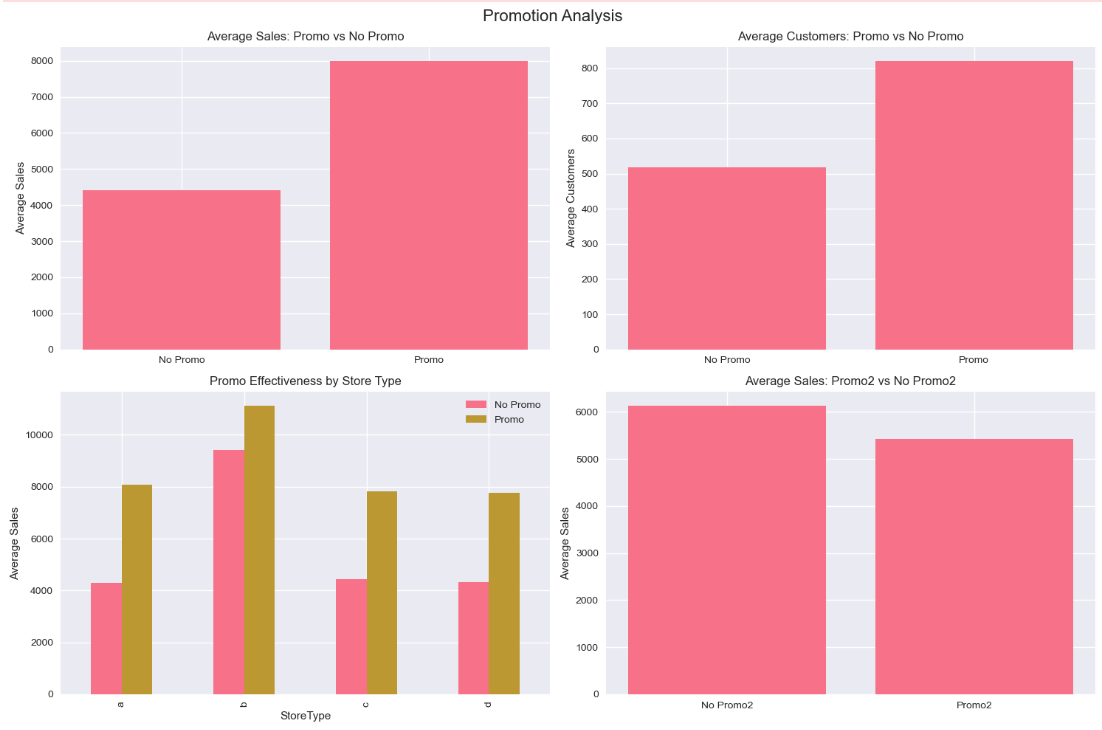 Promotion Analysis
Average Sales: Promo vs No Promo
Average Sales
8000
7000
6000
5000
4000
3000
2000
1000
0
No Promo
Promo
Average Customers: Promo vs No Promo
Average Customers
800
700
600
500
400
300
200
100
0
No Promo
Promo
Promo Effectiveness by Store Type
No Promo
Promo
Average Sales
10000
8000
6000
4000
2000
0
a
b
c
d
StoreType
Average Sales: Promo2 vs No Promo2
Average Sales
6000
5000
4000
3000
2000
1000
0
No Promo2
Promo2